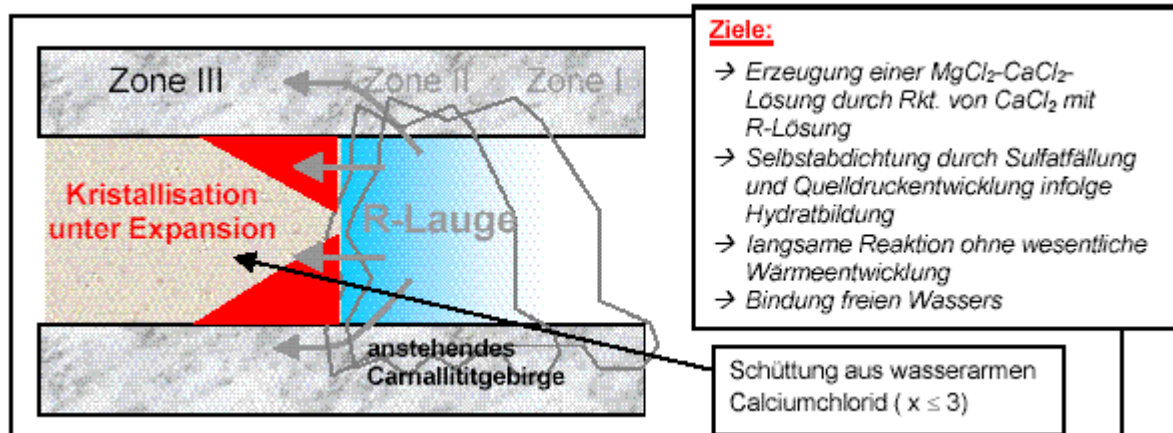 Ziele:
→ Erzeugung einer MgCl₂-CaCl₂-
Lösung durch Rkt. von CaCl₂ mit
R-Lösung
→ Selbstabdichtung durch Sulfatfällung
und Quelldruckentwicklung infolge
Hydratbildung
→ langsame Reaktion ohne wesentliche
Wärmeentwicklung
→ Bindung freien Wassers
Zone III
Zone II
Zone I
Kristallisation
unter Expansion
R-Lauge
anstehendes
Carnallititgebirge
Schüttung aus wasserarmen
Calciumchlorid ( x ≤ 3)